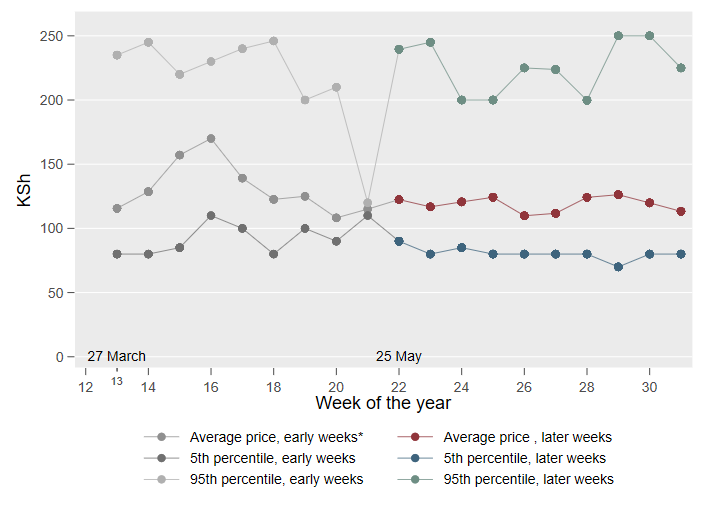 250
200
150
100
50
0
KSh
27 March
25 May
12 13 14 16 18 20 22 24 26 28 30
Week of the year
Average price, early weeks* Average price , later weeks
5th percentile, early weeks 5th percentile, later weeks
95th percentile, early weeks 95th percentile, later weeks